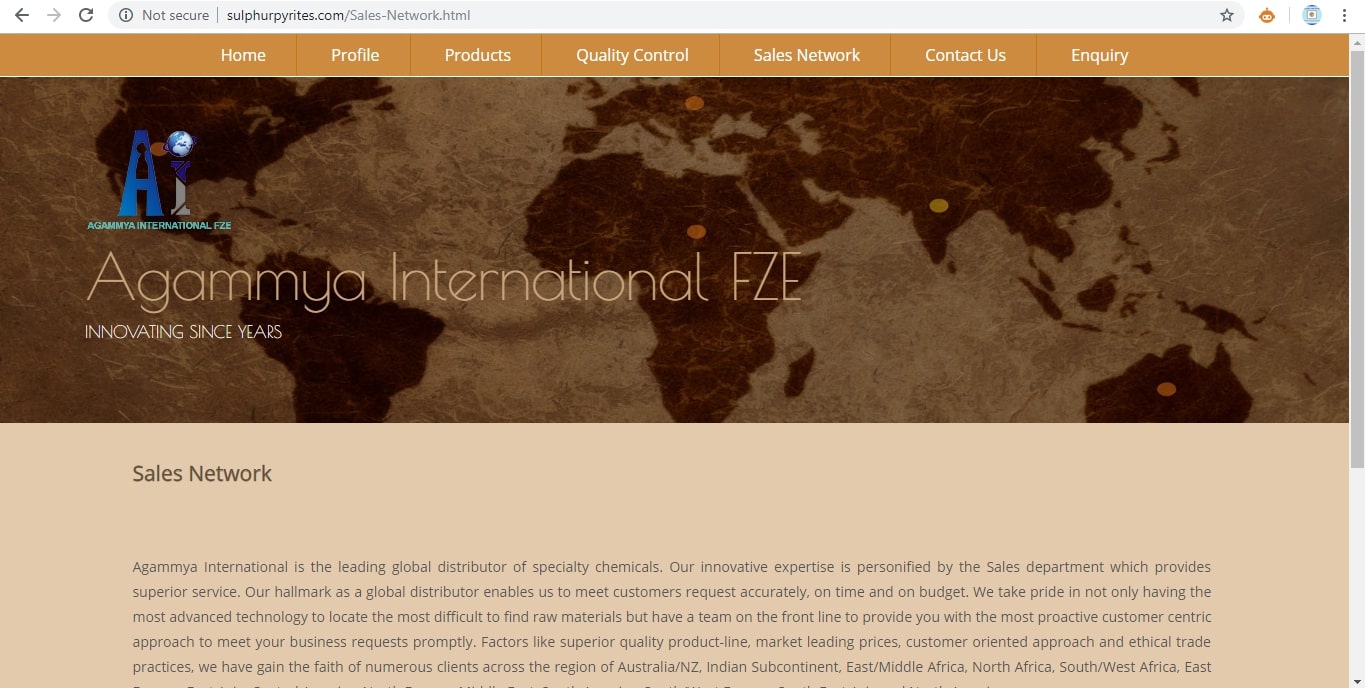 Not secure | sulphurpyrites.com/Sales-Network.html
Home Profile Products Quality Control Sales Network Contact Us Enquiry
AI
AGAMMYA INTERNATIONAL FZE
Agammya International FZE
INNOVATING SINCE YEARS
Sales Network
Agammya International is the leading global distributor of specialty chemicals. Our innovative expertise is personified by the Sales department which provides
superior service. Our hallmark as a global distributor enables us to meet customers request accurately, on time and on budget. We take pride in not only having the
most advanced technology to locate the most difficult to find raw materials but have a team on the front line to provide you with the most proactive customer centric
approach to meet your business requests promptly. Factors like superior quality product-line, market leading prices, customer oriented approach and ethical trade
practices, we have gain the faith of numerous clients across the region of Australia/NZ, Indian Subcontinent, East/Middle Africa, North Africa, South/West Africa, East